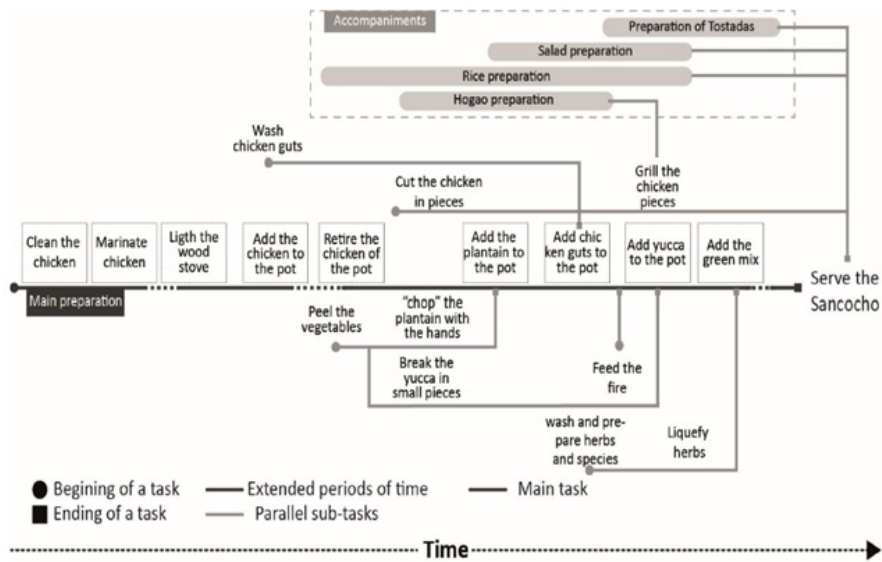 Accompaniments
Preparation of Tostadas
Salad preparation
Rice preparation
Hogao preparation
Wash
chicken guts
Cut the chicken
in pieces
Grill the
chicken
pieces
Clean the
chicken
Marinate
chicken
Ligth the
wood
stove
Add the
chicken to
the pot
Retire the
chicken of
the pot
Add the
plantain to
the pot
Add chic
ken guts to
the pot
Add yucca
to the pot
Add the
green mix
Serve the
Sancocho
Main preparation
Peel the
vegetables
"chop" the
plantain with
the hands
Break the
yucca in
small pieces
Feed the
fire
wash and pre-
pare herbs
and species
Liquefy
herbs
Begining of a task
Extended periods of time
Main task
Ending of a task
Parallel sub-tasks
Time